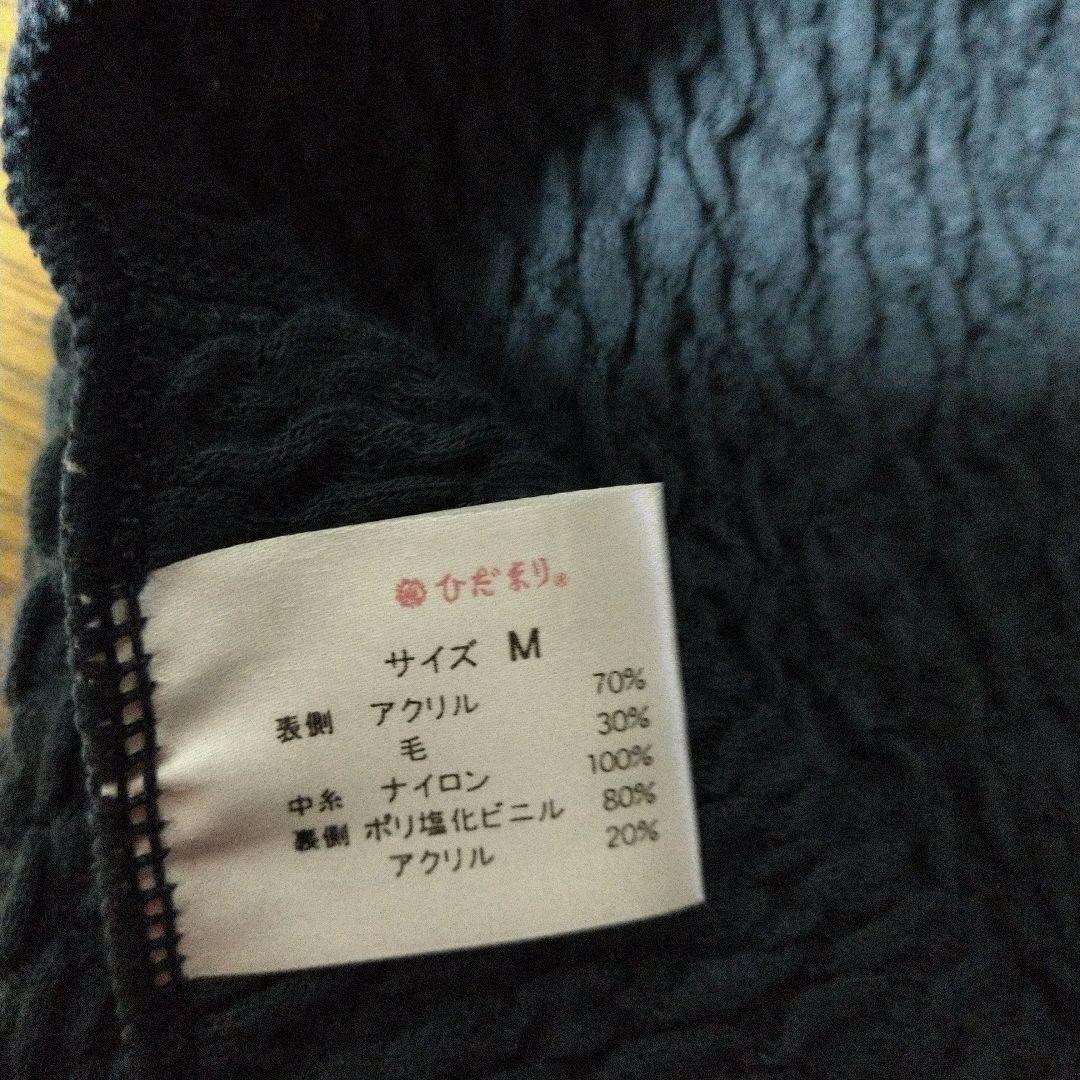 ひだまり®
サイズ M
表側 アクリル 70%
毛 30%
中糸 ナイロン 100%
裏側 ポリ塩化ビニル 80%
アクリル 20%